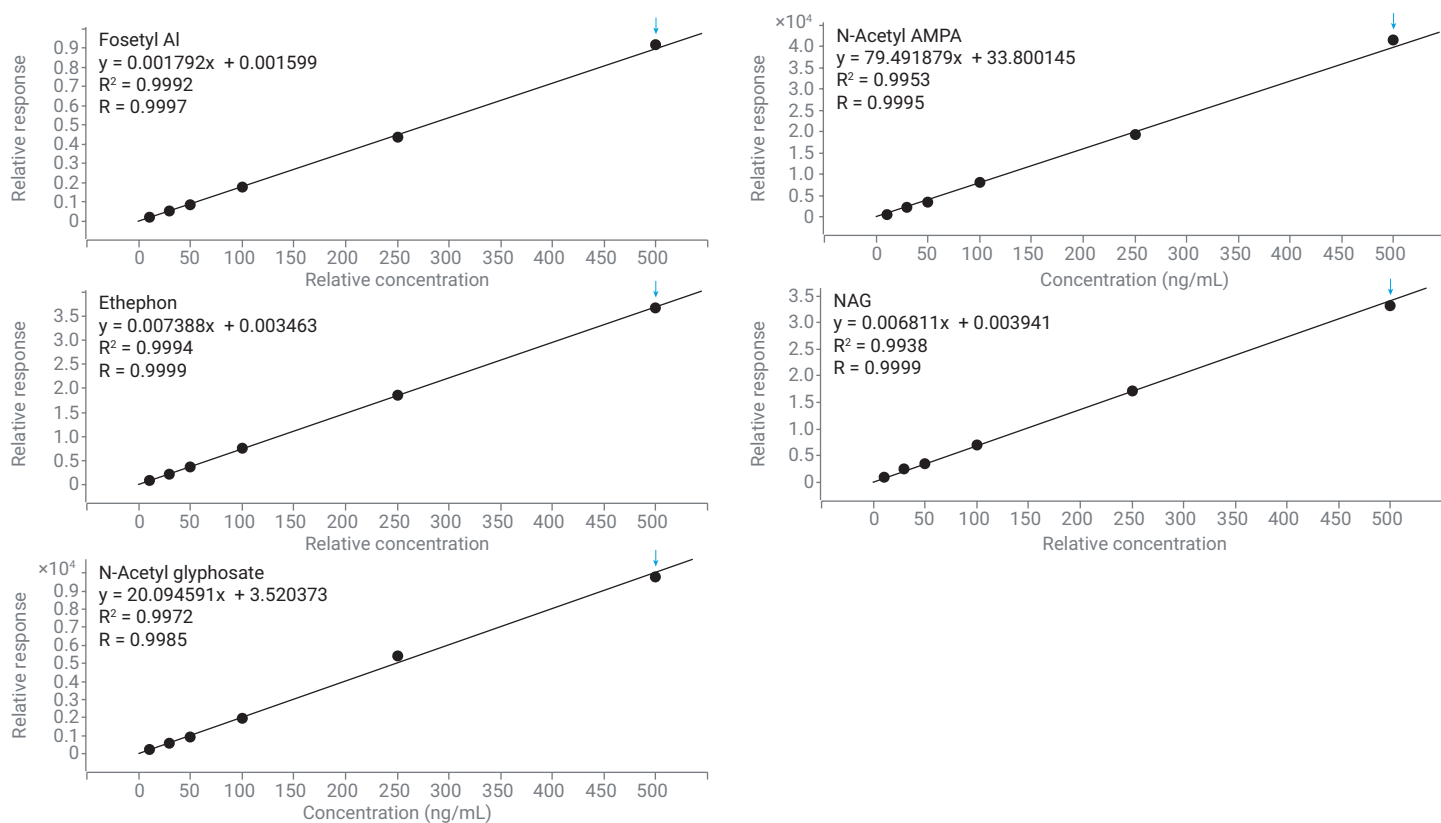 Fosetyl Al
y = 0.001792x + 0.001599
R² = 0.9992
R = 0.9997
Relative response
0.9
0.8
0.7
0.6
0.5
0.4
0.3
0.2
0.1
0
0 50 100 150 200 250 300 350 400 450 500
Relative concentration
×10⁴
N-Acetyl AMPA
y = 79.491879x + 33.800145
R² = 0.9953
R = 0.9995
Relative response
4.0
3.5
3.0
2.5
2.0
1.5
1.0
0.5
0
0 50 100 150 200 250 300 350 400 450 500
Concentration (ng/mL)
Ethephon
y = 0.007388x + 0.003463
R² = 0.9994
R = 0.9999
Relative response
3.5
3.0
2.5
2.0
1.5
1.0
0.5
0
0 50 100 150 200 250 300 350 400 450 500
Relative concentration
NAG
y = 0.006811x + 0.003941
R² = 0.9938
R = 0.9999
Relative response
3.5
3.0
2.5
2.0
1.5
1.0
0.5
0
0 50 100 150 200 250 300 350 400 450 500
Relative concentration
×10⁴
N-Acetyl glyphosate
y = 20.094591x + 3.520373
R² = 0.9972
R = 0.9985
Relative response
0.9
0.8
0.7
0.6
0.5
0.4
0.3
0.2
0.1
0
0 50 100 150 200 250 300 350 400 450 500
Concentration (ng/mL)